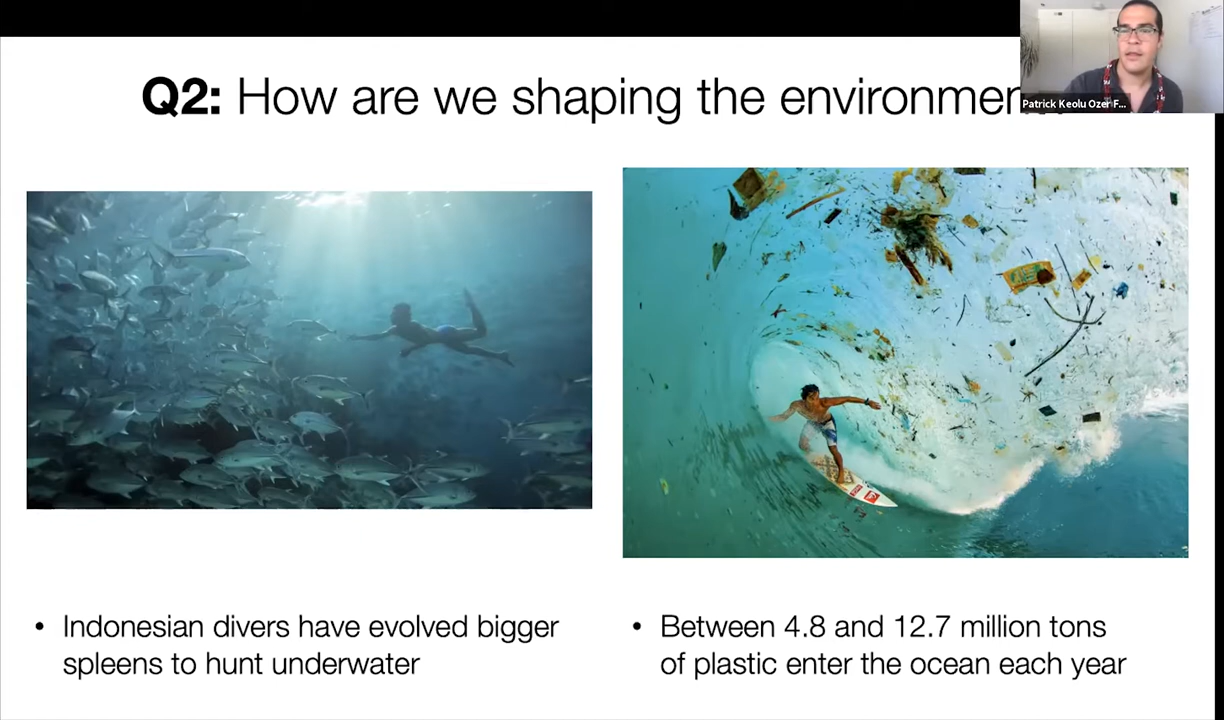 Q2: How are we shaping the environmen
Patrick Keolu Ozer F...
• Indonesian divers have evolved bigger
spleens to hunt underwater
• Between 4.8 and 12.7 million tons
of plastic enter the ocean each year